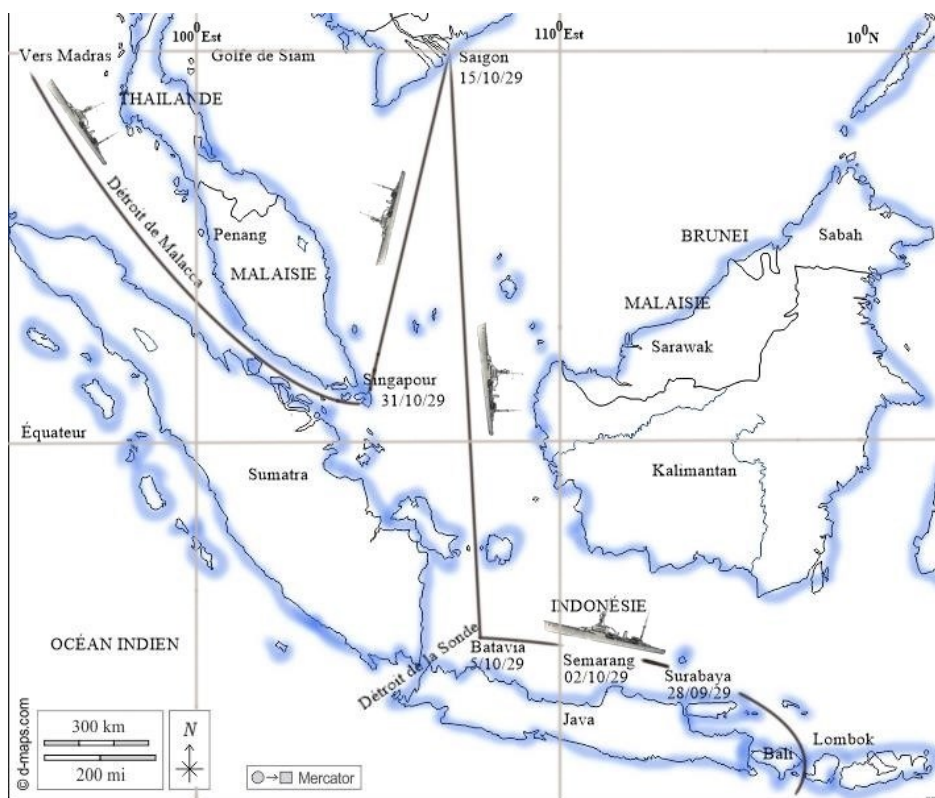 100⁰ Est
110⁰Est
10⁰N
Vers Madras
Golfe de Siam
Saigon
15/10/29
THAILANDE
Détroit de Malacca
Penang
MALAISIE
BRUNEI
Sabah
MALAISIE
Sarawak
Singapour
31/10/29
Équateur
Sumatra
Kalimantan
INDONÉSIE
OCÉAN INDIEN
Détroit de la Sonde
Batavia
5/10/29
Semarang
02/10/29
Surabaya
28/09/29
Java
Bali
Lombok
300 km
200 mi
N
Mercator
© d-maps.com